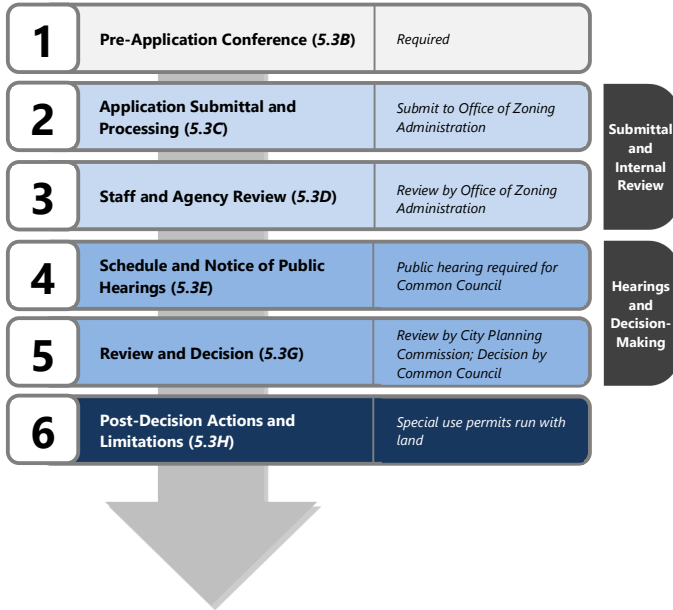 1
Pre-Application Conference (5.3B)
Required
2
Application Submittal and
Processing (5.3C)
Submit to Office of Zoning
Administration
3
Staff and Agency Review (5.3D)
Review by Office of Zoning
Administration
Submittal
and
Internal
Review
4
Schedule and Notice of Public
Hearings (5.3E)
Public hearing required for
Common Council
5
Review and Decision (5.3G)
Review by City Planning
Commission; Decision by
Common Council
Hearings
and
Decision-
Making
6
Post-Decision Actions and
Limitations (5.3H)
Special use permits run with
land